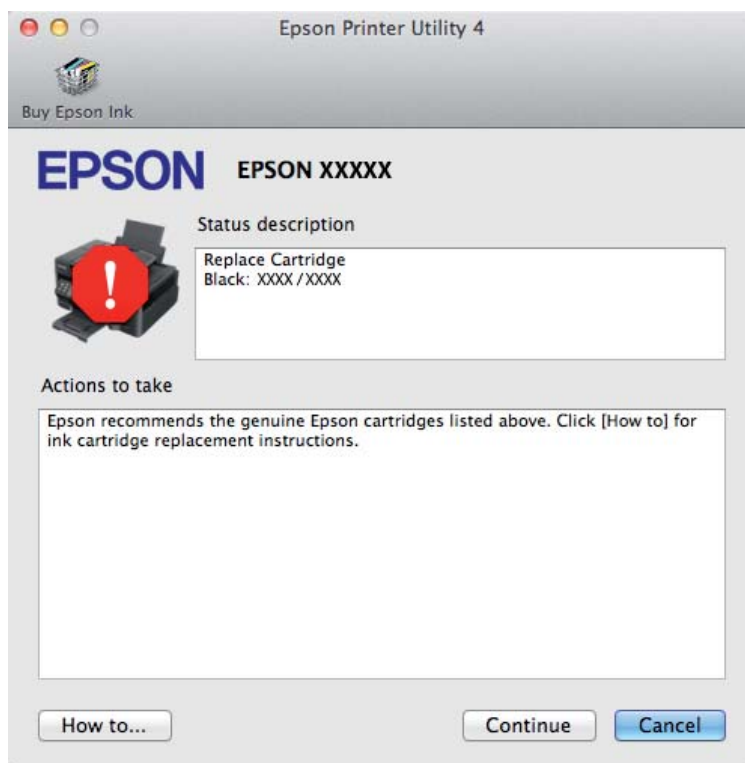 Epson Printer Utility 4
Buy Epson Ink
EPSON
EPSON XXXXX
Status description
Replace Cartridge
Black: XXXX/XXXX
!
Actions to take
Epson recommends the genuine Epson cartridges listed above. Click [How to] for
ink cartridge replacement instructions.
How to...
Continue
Cancel